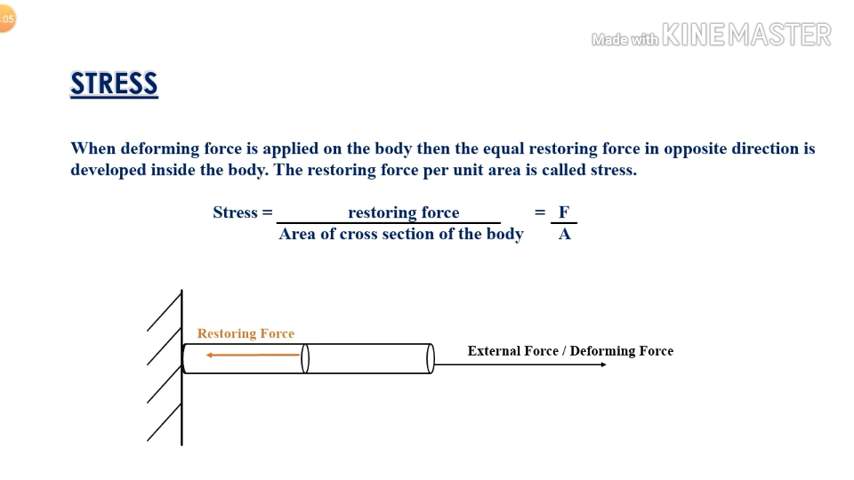 :05
Made with KINEMASTER
STRESS
When deforming force is applied on the body then the equal restoring force in opposite direction is
developed inside the body. The restoring force per unit area is called stress.
Stress = restoring force = F
Area of cross section of the body A
Restoring Force
External Force / Deforming Force